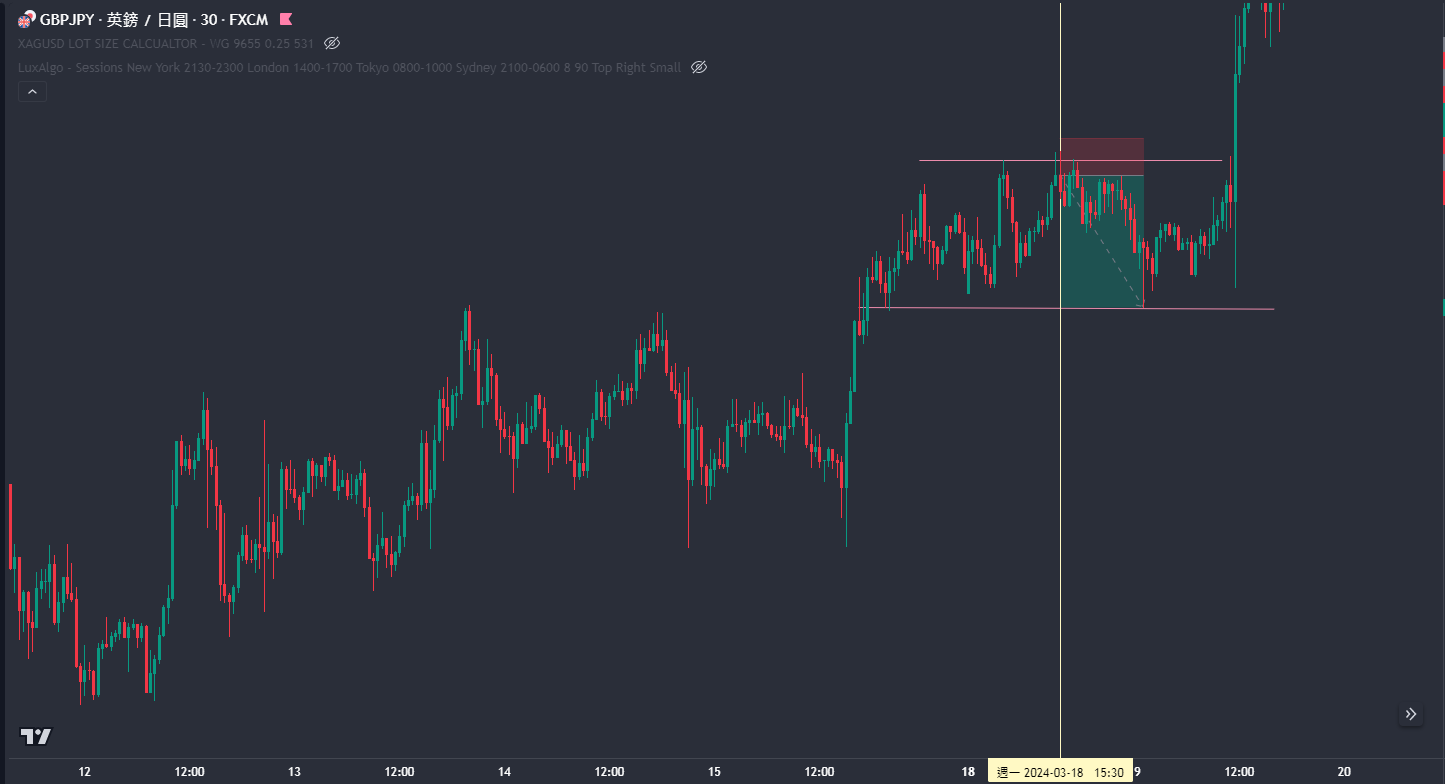 GBPJPY · 英鎊 / 日圓 · 30 · FXCM
XAGUSD LOT SIZE CALCUALTOR - WG 9655 0.25 531
LuxAlgo - Sessions New York 2130-2300 London 1400-1700 Tokyo 0800-1000 Sydney 2100-0600 8 90 Top Right Small
12 12:00 13 12:00 14 12:00 15 12:00 18 週一 2024-03-18 15:30 9 12:00 20